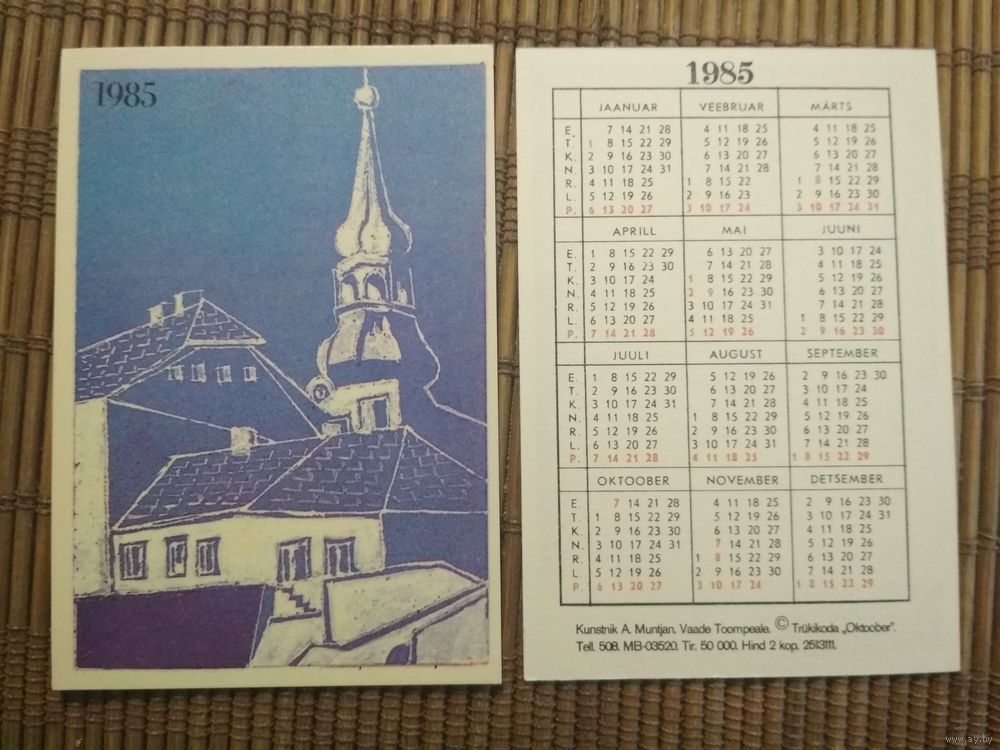 1985
1985
JAANUAR VEEBRUAR MÄRTS
E. 7 14 21 28 4 11 18 25 4 11 18 25
T. 1 8 15 22 29 5 12 19 26 5 12 19 26
K. 2 9 16 23 30 6 13 20 27 6 13 20 27
N. 3 10 17 24 31 7 14 21 28 7 14 21 28
R. 4 11 18 25 1 8 15 22 1 8 15 22 29
L. 5 12 19 26 2 9 16 23 2 9 16 23 30
P. 6 13 20 27 3 10 17 24 3 10 17 24 31
APRILL MAI JUUNI
E. 1 8 15 22 29 6 13 20 27 3 10 17 24
T. 2 9 16 23 30 7 14 21 28 4 11 18 25
K. 3 10 17 24 1 8 15 22 29 5 12 19 26
N. 4 11 18 25 2 9 16 23 30 6 13 20 27
R. 5 12 19 26 3 10 17 24 31 7 14 21 28
L. 6 13 20 27 4 11 18 25 1 8 15 22 29
P. 7 14 21 28 5 12 19 26 2 9 16 23 30
JUULI AUGUST SEPTEMBER
E. 1 8 15 22 29 5 12 19 26 2 9 16 23 30
T. 2 9 16 23 30 6 13 20 27 3 10 17 24
K. 3 10 17 24 31 7 14 21 28 4 11 18 25
N. 4 11 18 25 1 8 15 22 29 5 12 19 26
R. 5 12 19 26 2 9 16 23 30 6 13 20 27
L. 6 13 20 27 3 10 17 24 31 7 14 21 28
P. 7 14 21 28 4 11 18 25 1 8 15 22 29
OKTOOBER NOVEMBER DETSEMBER
E. 7 14 21 28 4 11 18 25 2 9 16 23 30
T. 1 8 15 22 29 5 12 19 26 3 10 17 24 31
K. 2 9 16 23 30 6 13 20 27 4 11 18 25
N. 3 10 17 24 31 7 14 21 28 5 12 19 26
R. 4 11 18 25 1 8 15 22 29 6 13 20 27
L. 5 12 19 26 2 9 16 23 30 7 14 21 28
P. 6 13 20 27 3 10 17 24 1 8 15 22 29
Kunstnik A. Muntjan. Vaade Toompeale. © Trükikoda „Oktoober".
Tell. 508. MB-03520. Tir. 50 000. Hind 2 kop. 2513111.
www.ay.by